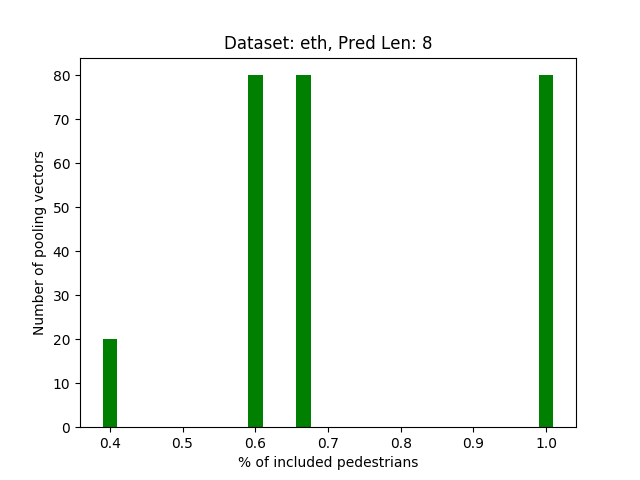 Dataset: eth, Pred Len: 8
Number of pooling vectors
80
70
60
50
40
30
20
10
0
0.4 0.5 0.6 0.7 0.8 0.9 1.0
% of included pedestrians